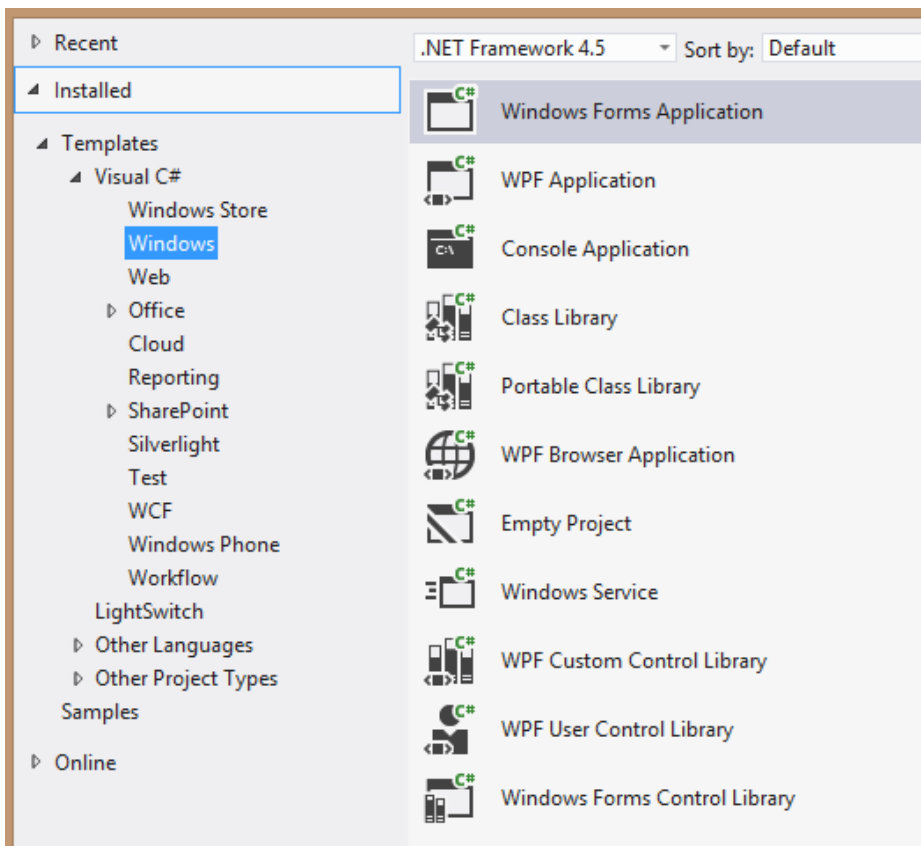 Recent
Installed
Templates
Visual C#
Windows Store
Windows
Web
Office
Cloud
Reporting
SharePoint
Silverlight
Test
WCF
Windows Phone
Workflow
LightSwitch
Other Languages
Other Project Types
Samples
Online
.NET Framework 4.5 Sort by: Default
C#
Windows Forms Application
C#
WPF Application
C#
C:\
Console Application
C#
Class Library
C#
Portable Class Library
C#
WPF Browser Application
C#
Empty Project
C#
Windows Service
C#
WPF Custom Control Library
C#
WPF User Control Library
C#
Windows Forms Control Library